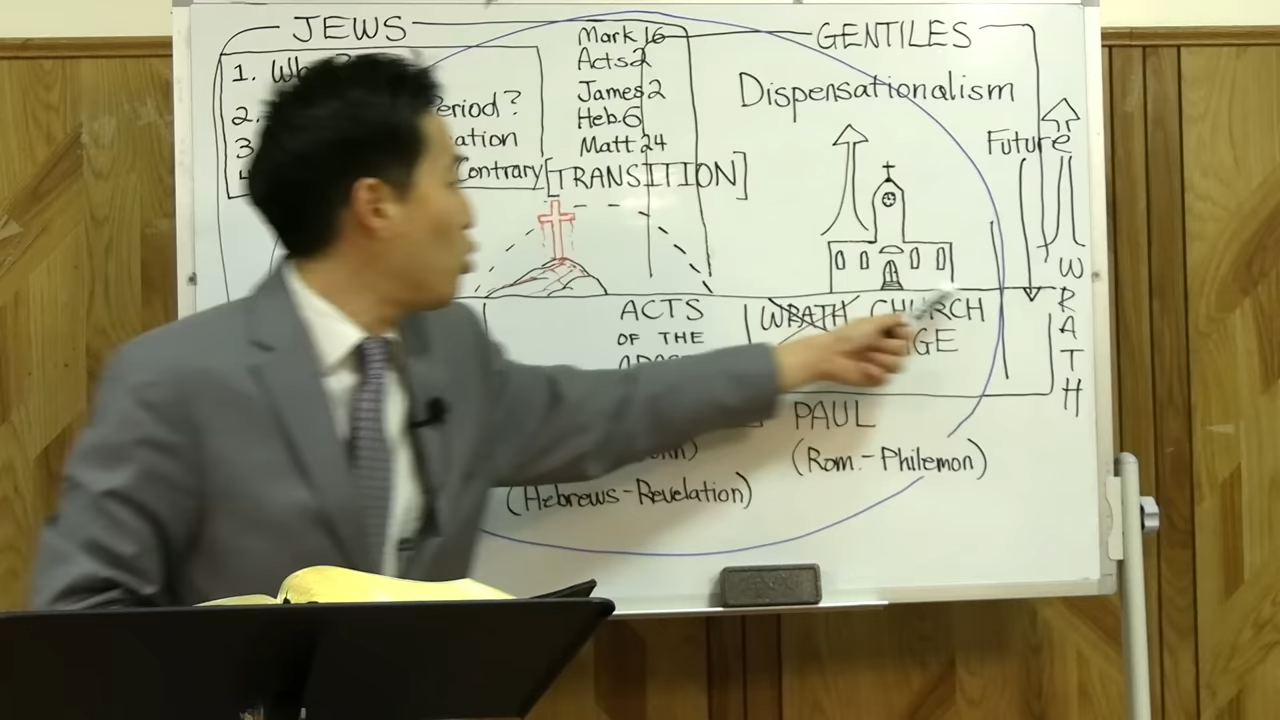 JEWS
1. Wh
2. Period?
3 ation
Contrary
Mark 16
Acts 2
James 2
Heb. 6
Matt 24
[TRANSITION]
GENTILES
Dispensationalism
Future
WRATH
ACTS
OF THE
WRATH CHURCH
AGE
PAUL
(Rom.-Philemon)
(Hebrews-Revelation)